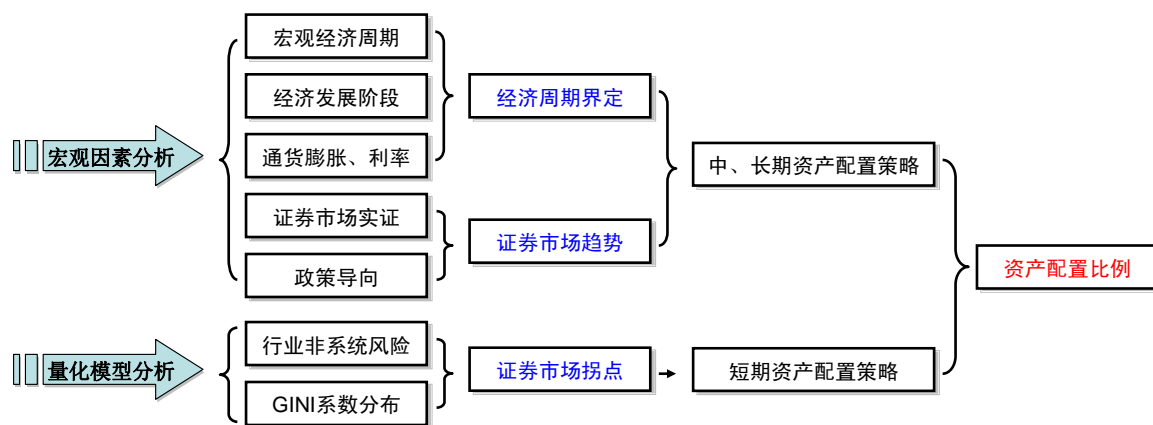 宏观因素分析
宏观经济周期
经济发展阶段
通货膨胀、利率
证券市场实证
政策导向
经济周期界定
证券市场趋势
中、长期资产配置策略
量化模型分析
行业非系统风险
GINI系数分布
证券市场拐点
短期资产配置策略
资产配置比例